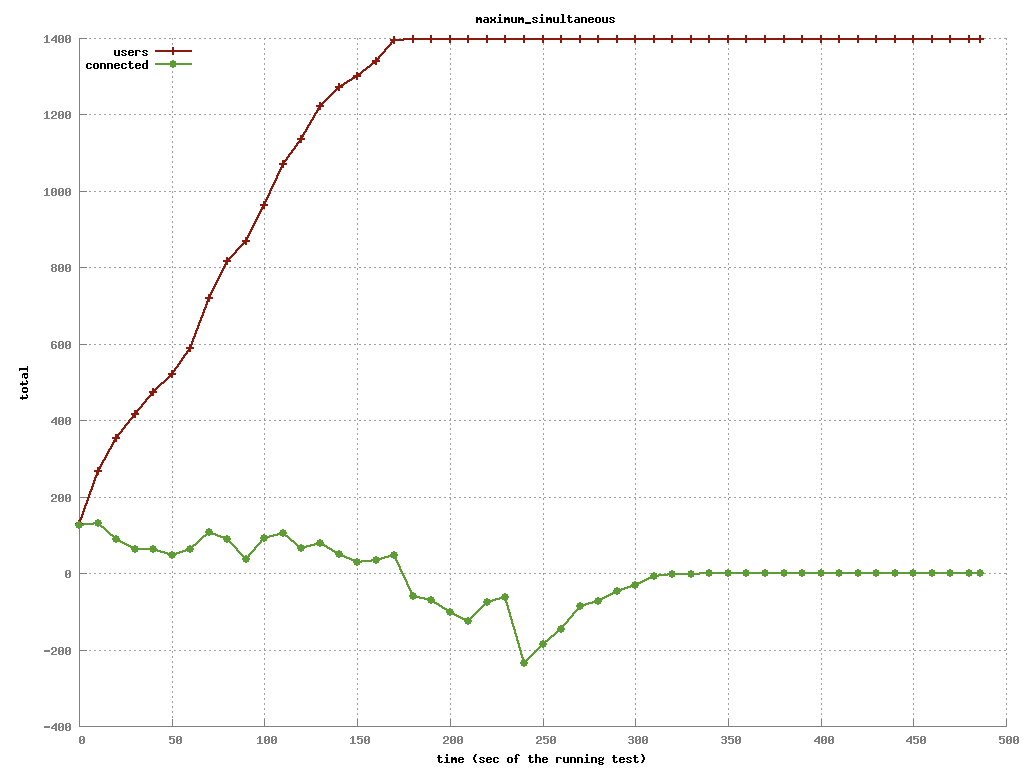 maximum_simultaneous
1400
users
connected
1200
1000
800
600
total
400
200
0
-200
-400
0 50 100 150 200 250 300 350 400 450 500
time (sec of the running test)